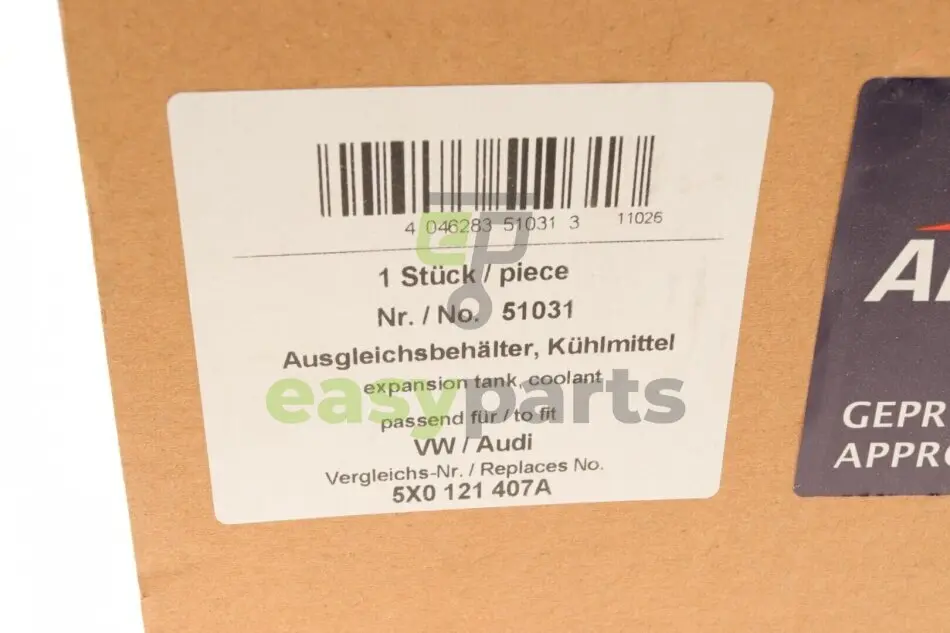 4 046283 51031 3 11026
1 Stück / piece
Nr. / No. 51031
Ausgleichsbehälter, Kühlmittel
expansion tank, coolant
easyparts
passend für / to fit
VW / Audi
Vergleichs-Nr. / Replaces No.
5X0 121 407A
GEPR
APPRO